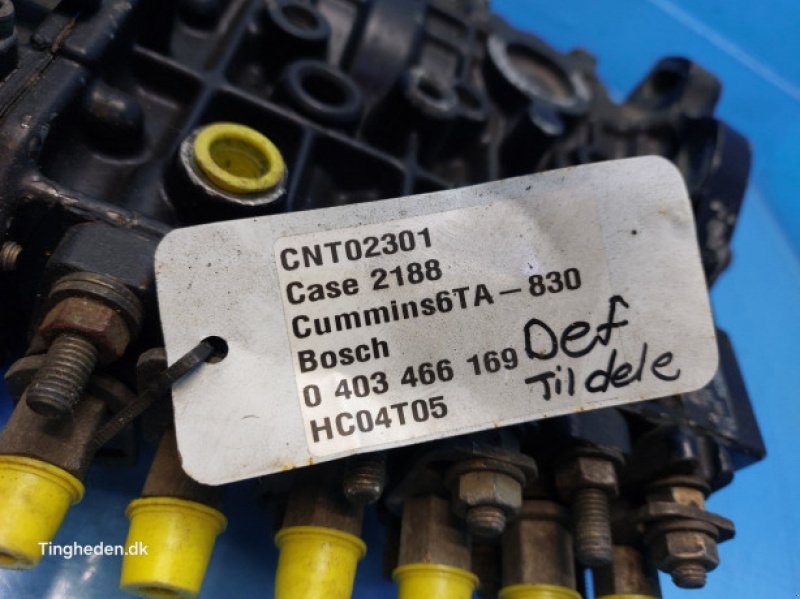 CNT02301
Case 2188
Cummins6TA-830
Bosch
0 403 466 169
HC04T05
Def
Til dele
Tingheden.dk